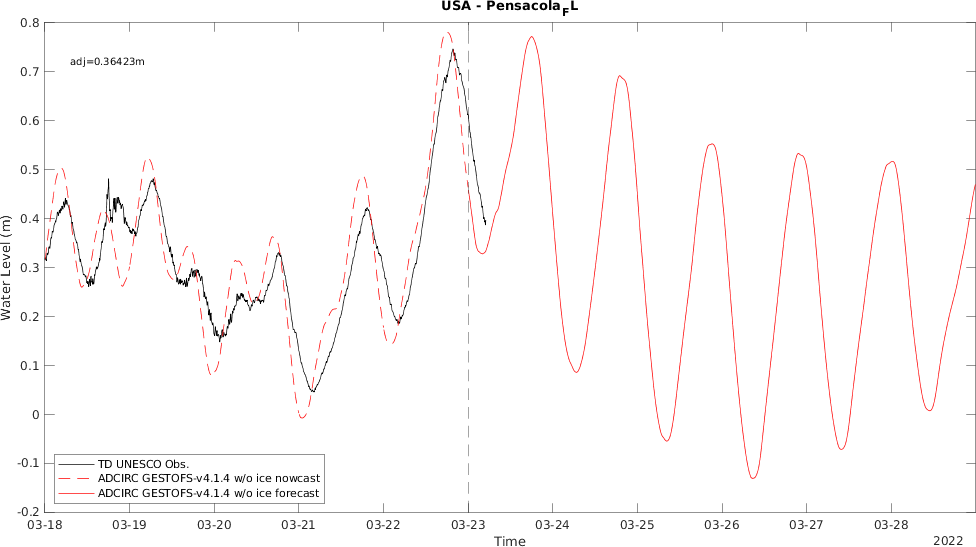 USA - Pensacola_FL
adj=0.36423m
0.8
0.7
0.6
0.5
0.4
0.3
0.2
0.1
0
-0.1
-0.2
Water Level (m)
TD UNESCO Obs.
ADCIRC GESTOFS-v4.1.4 w/o ice nowcast
ADCIRC GESTOFS-v4.1.4 w/o ice forecast
03-18 03-19 03-20 03-21 03-22 03-23 03-24 03-25 03-26 03-27 03-28
Time
2022